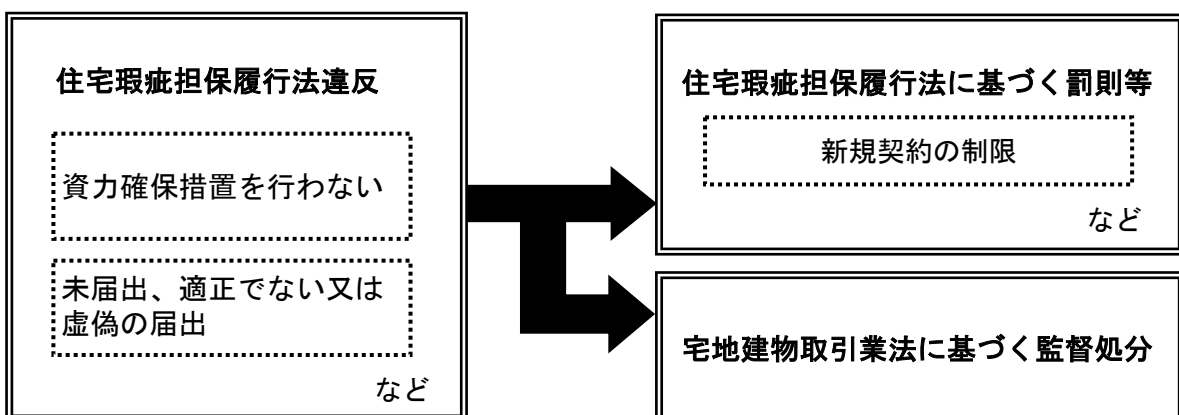 住宅瑕疵担保履行法違反
資力確保措置を行わない
未届出、適正でない又は
虚偽の届出
など
住宅瑕疵担保履行法に基づく罰則等
新規契約の制限
など
宅地建物取引業法に基づく監督処分